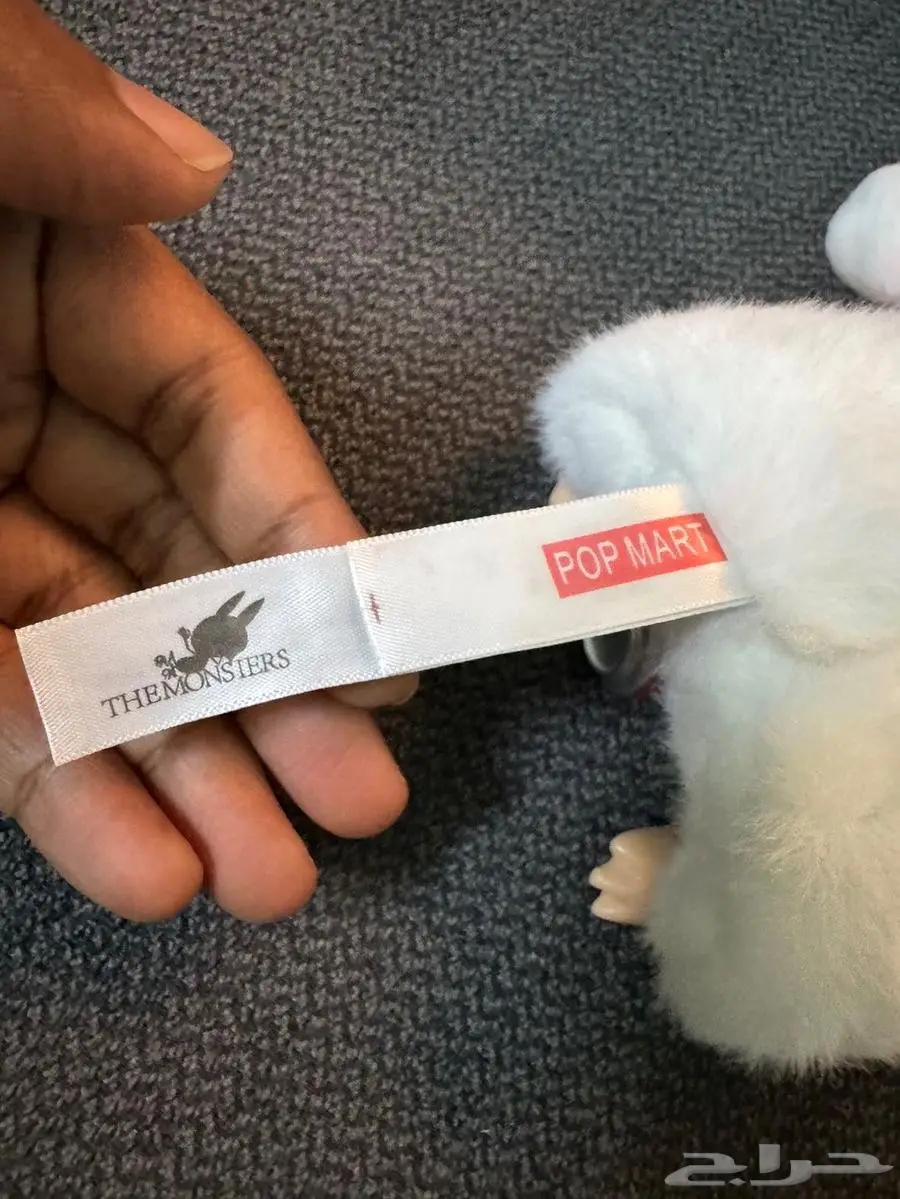 POP MART
THE MONSTERS
حراج